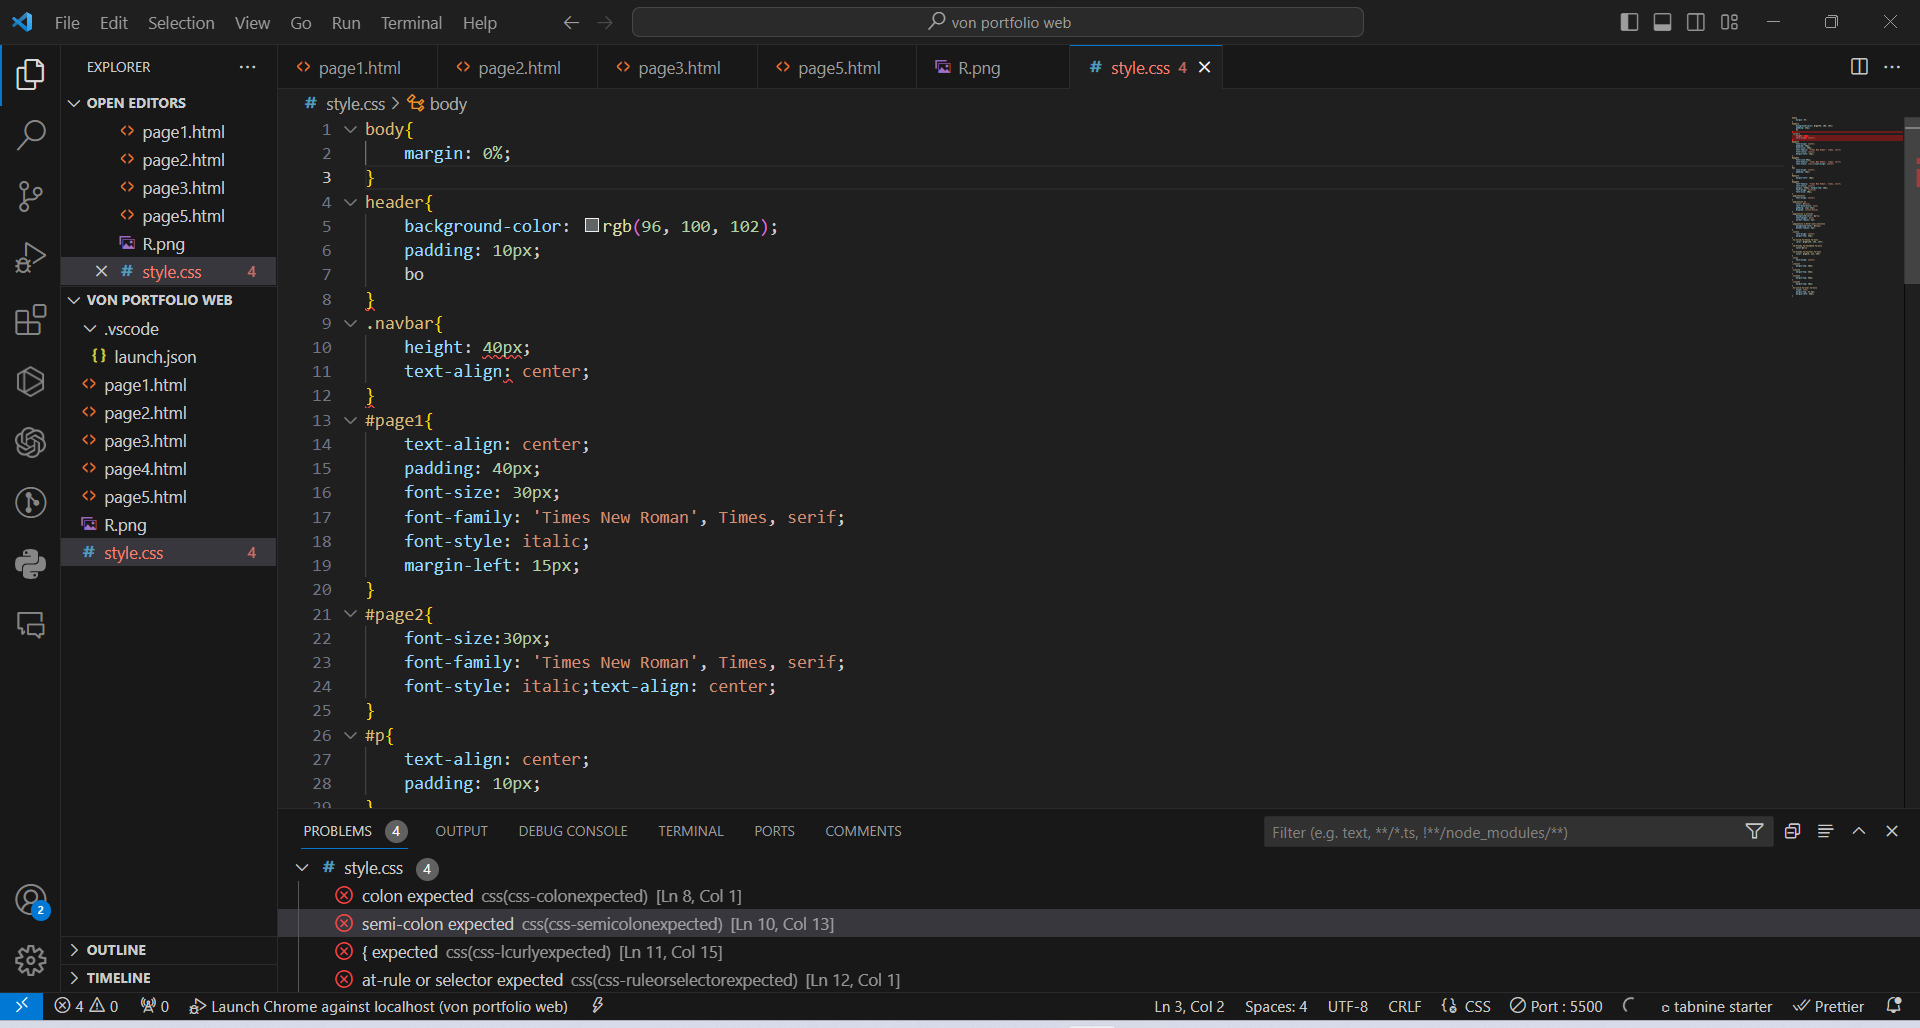 File Edit Selection View Go Run Terminal Help
von portfolio web
EXPLORER
OPEN EDITORS
page1.html
page2.html
page3.html
page5.html
R.png
style.css 4
VON PORTFOLIO WEB
.vscode
{} launch.json
page1.html
page2.html
page3.html
page4.html
page5.html
R.png
# style.css 4
2
OUTLINE
TIMELINE
page1.html page2.html page3.html page5.html R.png # style.css 4
# style.css > body
1 body{
2 margin: 0%;
3 }
4 header{
5 background-color: rgb(96, 100, 102);
6 padding: 10px;
7 bo
8 }
9 .navbar{
10 height: 40px;
11 text-align: center;
12 }
13 #page1{
14 text-align: center;
15 padding: 40px;
16 font-size: 30px;
17 font-family: 'Times New Roman', Times, serif;
18 font-style: italic;
19 margin-left: 15px;
20 }
21 #page2{
22 font-size:30px;
23 font-family: 'Times New Roman', Times, serif;
24 font-style: italic;text-align: center;
25 }
26 #p{
27 text-align: center;
28 padding: 10px;
29 }
PROBLEMS 4 OUTPUT DEBUG CONSOLE TERMINAL PORTS COMMENTS
Filter (e.g. text, **/*.ts, !**/node_modules/**)
# style.css 4
colon expected css(css-colonexpected) [Ln 8, Col 1]
semi-colon expected css(css-semicolonexpected) [Ln 10, Col 13]
{ expected css(css-lcurlyexpected) [Ln 11, Col 15]
at-rule or selector expected css(css-ruleorselectorexpected) [Ln 12, Col 1]
4 0 0 Launch Chrome against localhost (von portfolio web) Ln 3, Col 2 Spaces: 4 UTF-8 CRLF {} CSS Port : 5500 tabnine starter Prettier